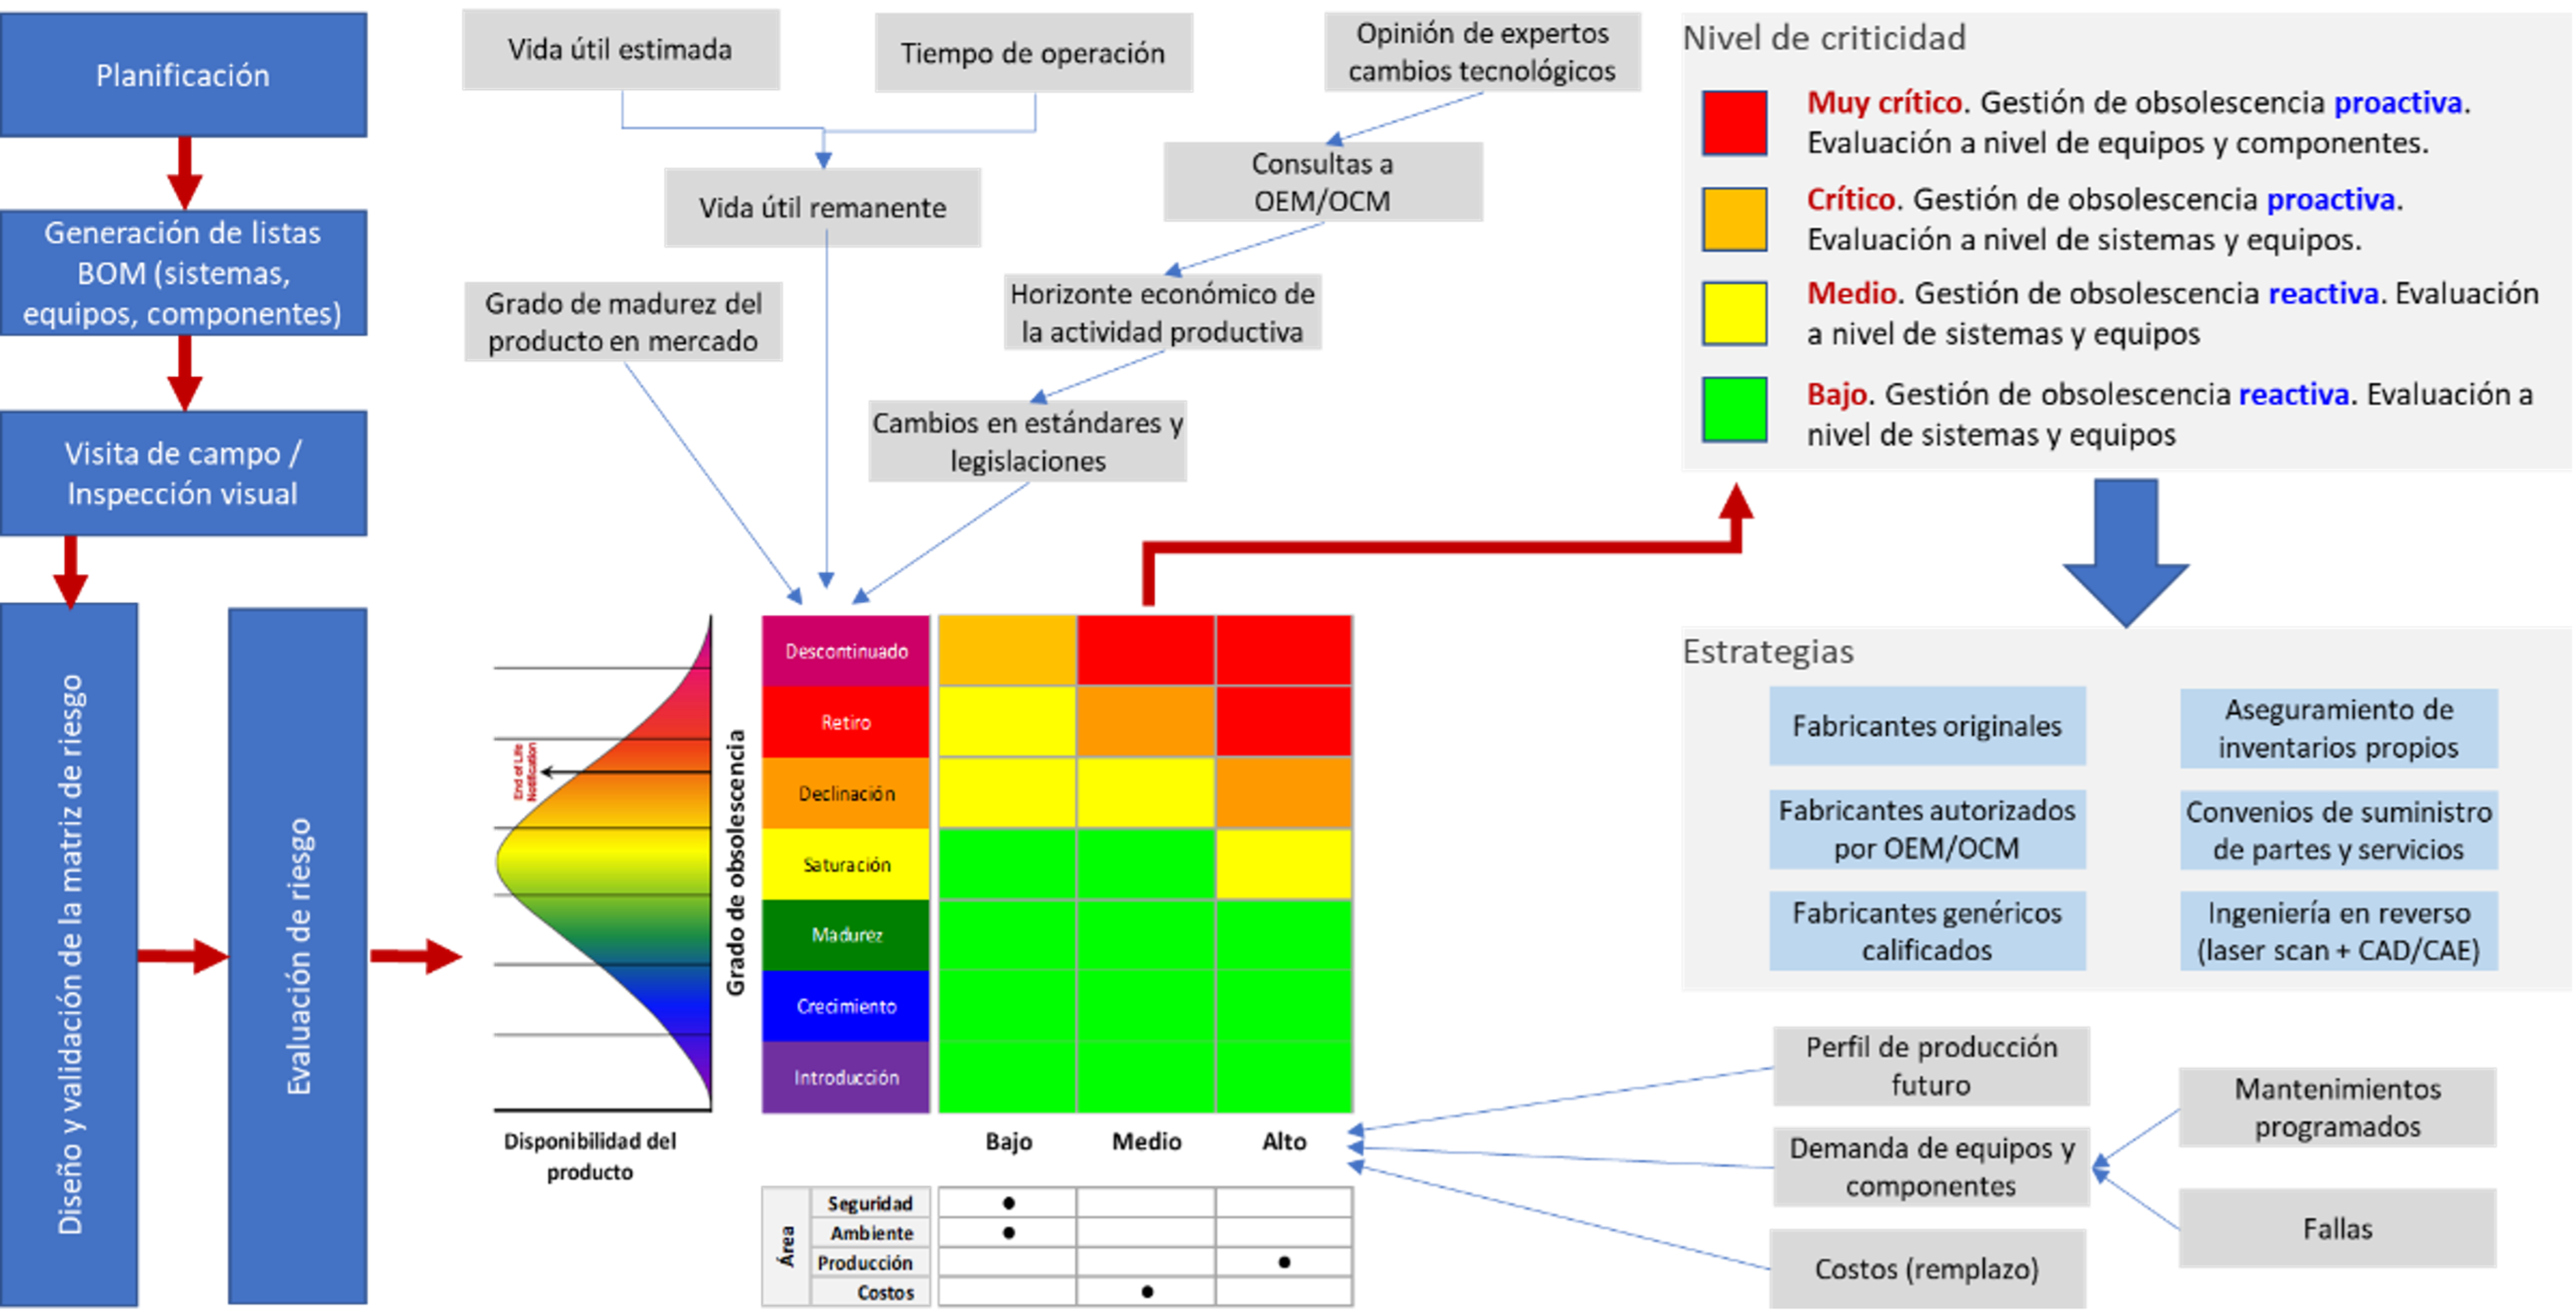 Planificación
Generación de listas
BOM (sistemas,
equipos, componentes)
Visita de campo /
Inspección visual
Diseño y validación de la matriz de riesgo
Evaluación de riesgo
Vida útil estimada
Tiempo de operación
Opinión de expertos
cambios tecnológicos
Vida útil remanente
Consultas a
OEM/OCM
Grado de madurez del
producto en mercado
Horizonte económico de
la actividad productiva
Cambios en estándares y
legislaciones
End of Life
Notification
Disponibilidad del
producto
Grado de obsolescencia
Descontinuado
Retiro
Declinación
Saturación
Madurez
Crecimiento
Introducción
Bajo
Medio
Alto
Área
Seguridad
Ambiente
Producción
Costos
Nivel de criticidad
Muy crítico. Gestión de obsolescencia proactiva.
Evaluación a nivel de equipos y componentes.
Crítico. Gestión de obsolescencia proactiva.
Evaluación a nivel de sistemas y equipos.
Medio. Gestión de obsolescencia reactiva. Evaluación
a nivel de sistemas y equipos
Bajo. Gestión de obsolescencia reactiva. Evaluación a
nivel de sistemas y equipos
Estrategias
Fabricantes originales
Aseguramiento de
inventarios propios
Fabricantes autorizados
por OEM/OCM
Convenios de suministro
de partes y servicios
Fabricantes genéricos
calificados
Ingeniería en reverso
(laser scan + CAD/CAE)
Perfil de producción
futuro
Demanda de equipos y
componentes
Costos (remplazo)
Mantenimientos
programados
Fallas